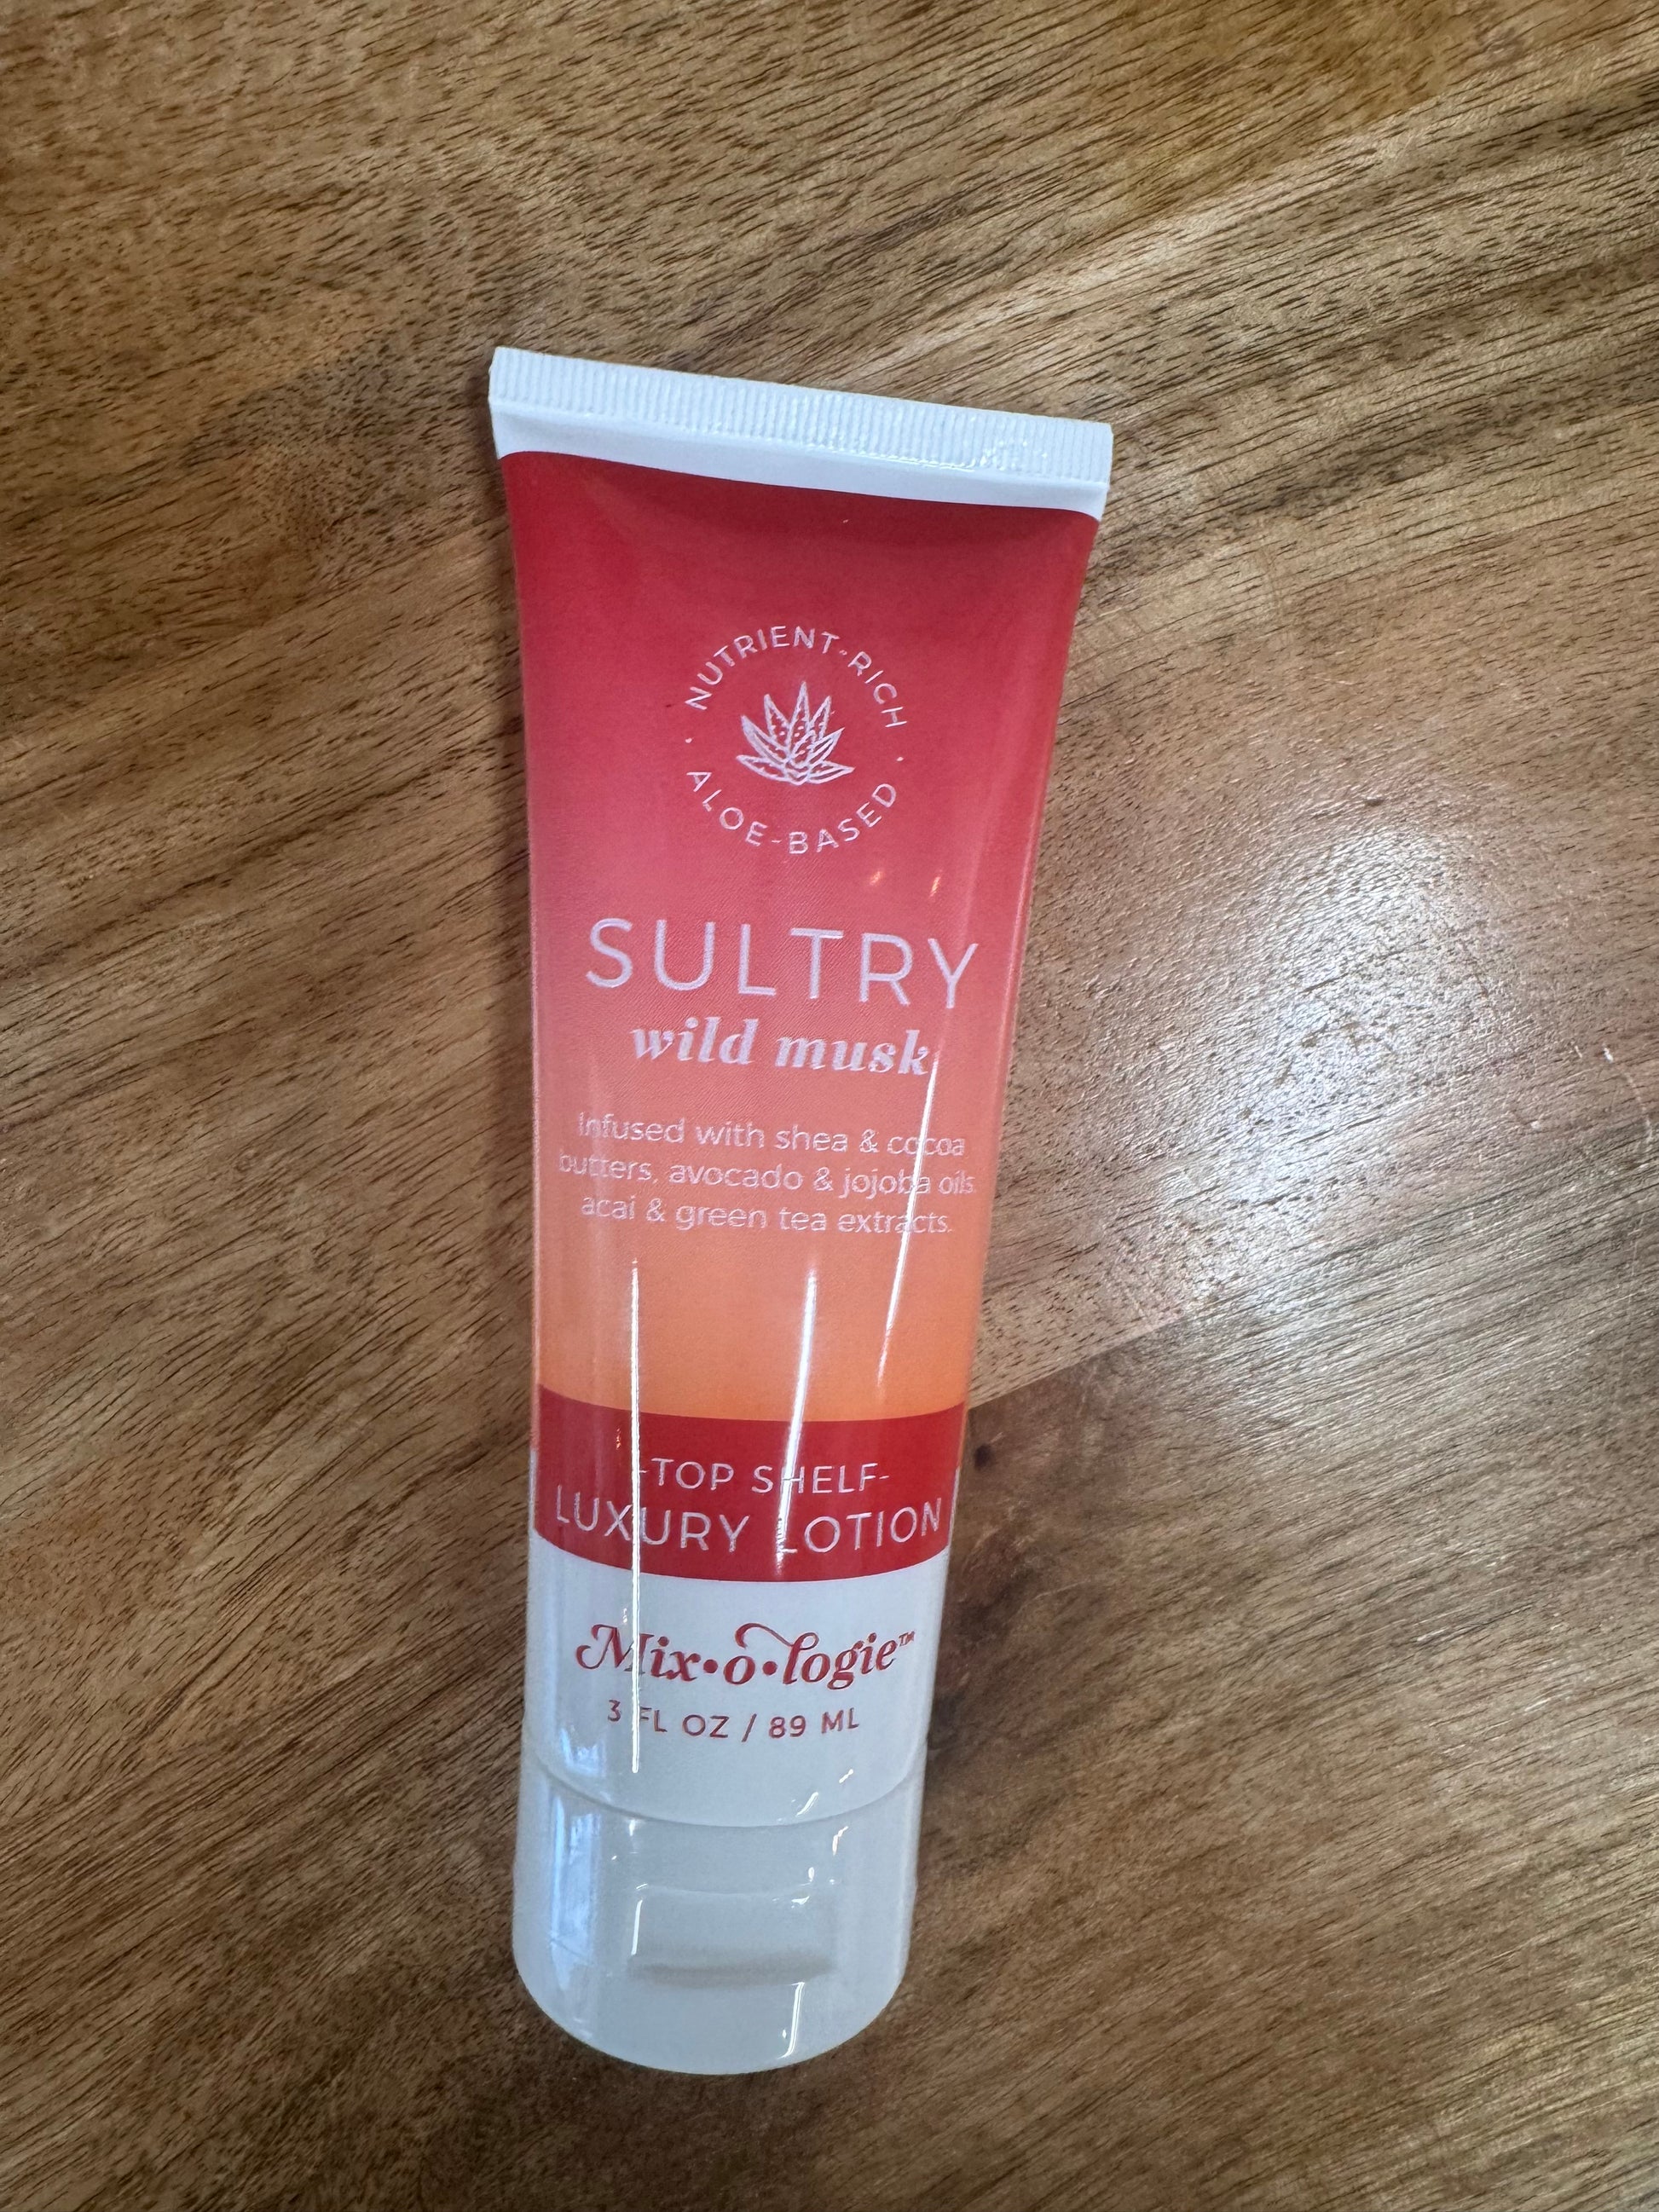 NUTRIENT-RICH
· ALOE-BASED ·
SULTRY
wild musk
Infused with shea & cocoa
butters, avocado & jojoba oils,
acai & green tea extracts.
-TOP SHELF-
LUXURY LOTION
Mix•o•logie™
3 FL OZ / 89 ML